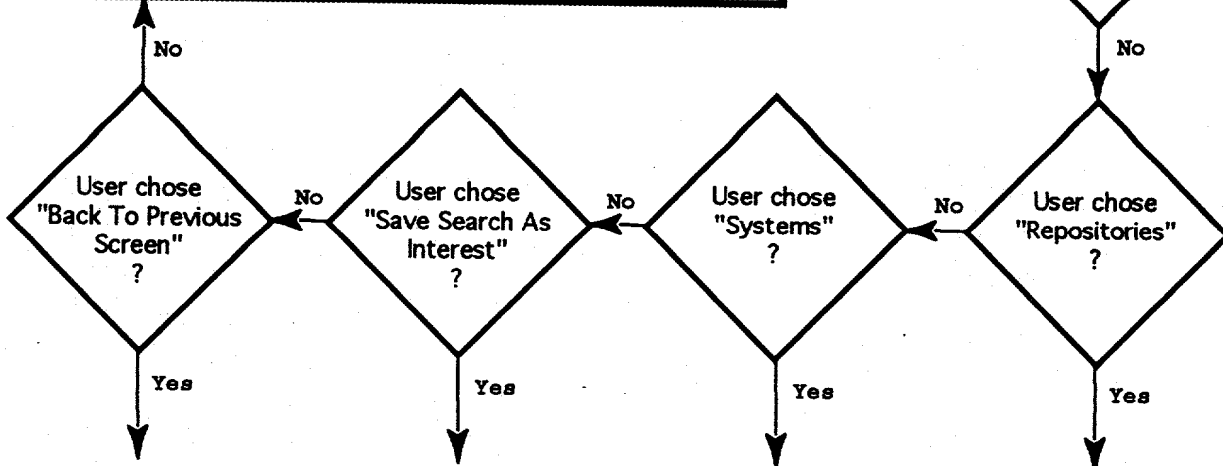 No
No
User chose
"Back To Previous
Screen"
?
No
User chose
"Save Search As
Interest"
?
No
User chose
"Systems"
?
No
User chose
"Repositories"
?
Yes
Yes
Yes
Yes